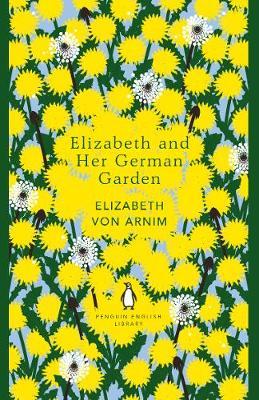 Elizabeth and
Her German
Garden
ELIZABETH
VON ARNIM
PENGUIN ENGLISH
LIBRARY